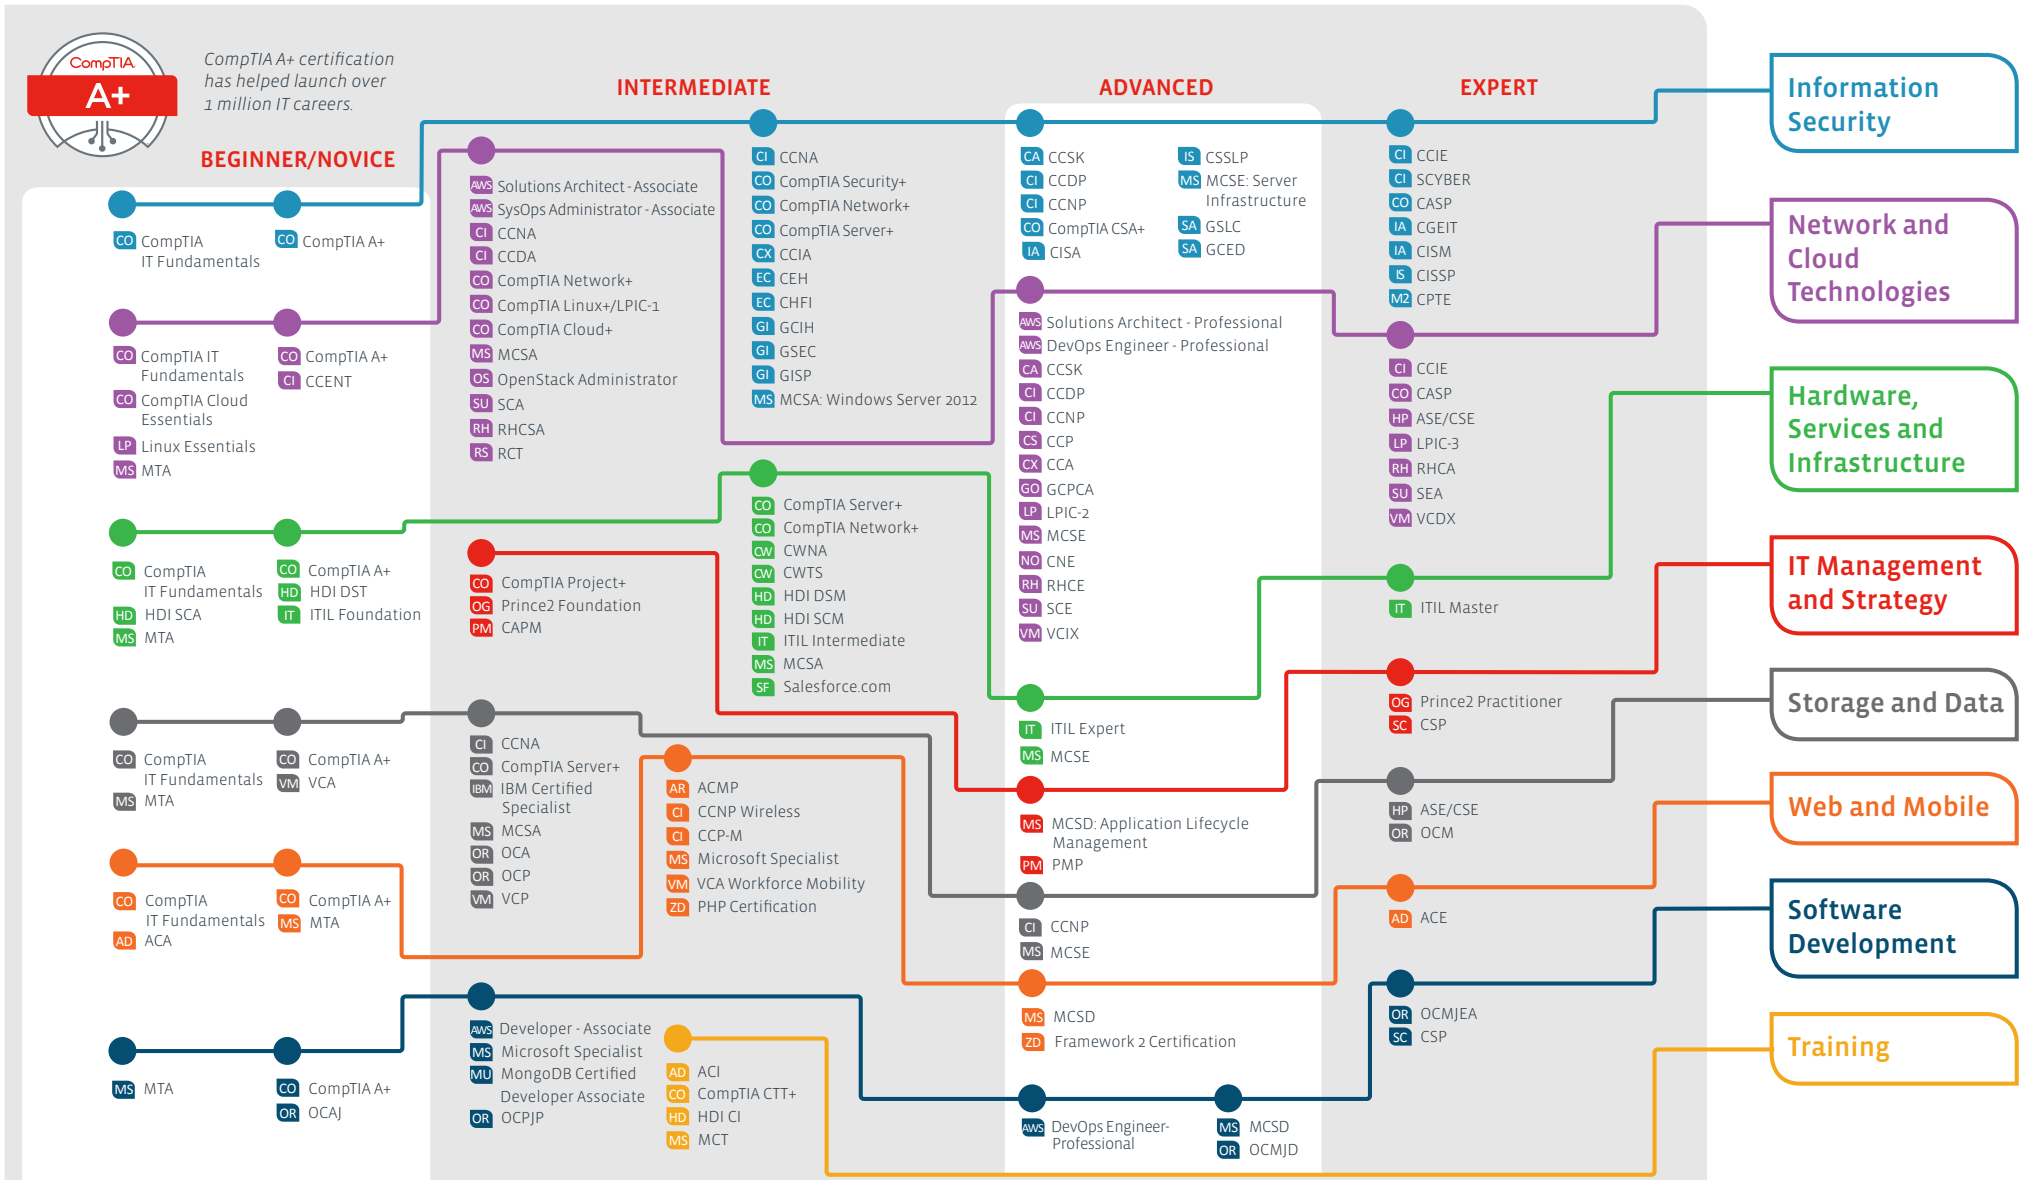 CompTIA
A+
CompTIA A+ certification
has helped launch over
1 million IT careers.
BEGINNER/NOVICE
INTERMEDIATE
ADVANCED
EXPERT
CO CompTIA
IT Fundamentals
CO CompTIA A+
CI CCNA
CO CompTIA Security+
CO CompTIA Network+
CO CompTIA Server+
CX CCIA
EC CEH
EC CHFI
GI GCIH
GI GSEC
GI GISP
MS MCSA: Windows Server 2012
CA CCSK
CI CCDP
CI CCNP
CO CompTIA CSA+
IA CISA
IS CSSLP
MS MCSE: Server
Infrastructure
SA GSLC
SA GCED
CI CCIE
CI SCYBER
CO CASP
IA CGEIT
IA CISM
IS CISSP
M2 CPTE
Information
Security
CO CompTIA IT
Fundamentals
CO CompTIA Cloud
Essentials
LP Linux Essentials
MS MTA
CO CompTIA A+
CI CCENT
AWS Solutions Architect - Associate
AWS SysOps Administrator - Associate
CI CCNA
CI CCDA
CO CompTIA Network+
CO CompTIA Linux+/LPIC-1
CO CompTIA Cloud+
MS MCSA
OS OpenStack Administrator
SU SCA
RH RHCSA
RS RCT
AWS Solutions Architect - Professional
AWS DevOps Engineer - Professional
CA CCSK
CI CCDP
CI CCNP
CS CCP
CX CCA
GO GCPCA
LP LPIC-2
MS MCSE
NO CNE
RH RHCE
SU SCE
VM VCIX
CI CCIE
CO CASP
HP ASE/CSE
LP LPIC-3
RH RHCA
SU SEA
VM VCDX
Network and
Cloud
Technologies
CO CompTIA
IT Fundamentals
HD HDI SCA
MS MTA
CO CompTIA A+
HD HDI DST
IT ITIL Foundation
CO CompTIA Server+
CO CompTIA Network+
CW CWNA
CW CWTS
HD HDI DSM
HD HDI SCM
IT ITIL Intermediate
MS MCSA
SF Salesforce.com
IT ITIL Expert
MS MCSE
IT ITIL Master
Hardware,
Services and
Infrastructure
CO CompTIA Project+
OG Prince2 Foundation
PM CAPM
MS MCSD: Application Lifecycle
Management
PM PMP
OG Prince2 Practitioner
SC CSP
IT Management
and Strategy
CO CompTIA
IT Fundamentals
MS MTA
CO CompTIA A+
VM VCA
CI CCNA
CO CompTIA Server+
IBM IBM Certified
Specialist
MS MCSA
OR OCA
OR OCP
VM VCP
CI CCNP
MS MCSE
HP ASE/CSE
OR OCM
Storage and Data
CO CompTIA
IT Fundamentals
AD ACA
CO CompTIA A+
MS MTA
AR ACMP
CI CCNP Wireless
CI CCP-M
MS Microsoft Specialist
VM VCA Workforce Mobility
ZD PHP Certification
MS MCSD
ZD Framework 2 Certification
AD ACE
Web and Mobile
MS MTA
CO CompTIA A+
OR OCAJ
AWS Developer - Associate
MS Microsoft Specialist
MU MongoDB Certified
Developer Associate
OR OCPJP
AWS DevOps Engineer-
Professional
MS MCSD
OR OCMJD
OR OCMJEA
SC CSP
Software
Development
AD ACI
CO CompTIA CTT+
HD HDI CI
MS MCT
Training